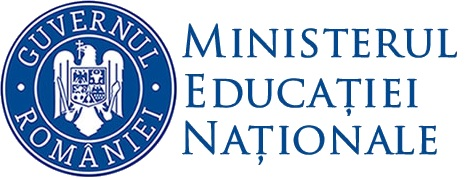 GUVERNUL
ROMÂNIEI
MINISTERUL
EDUCAȚIEI
NAȚIONALE